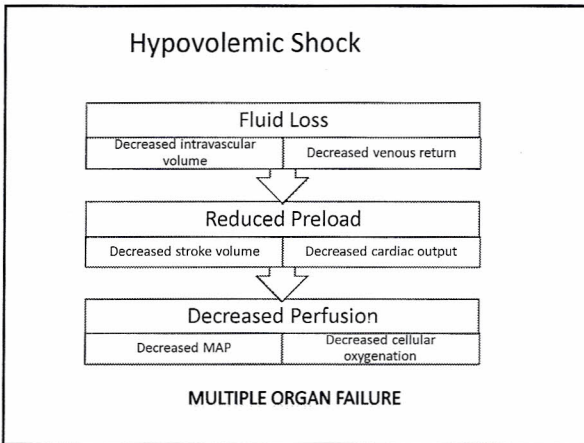 Hypovolemic Shock
Fluid Loss
Decreased intravascular
volume
Decreased venous return
Reduced Preload
Decreased stroke volume
Decreased cardiac output
Decreased Perfusion
Decreased MAP
Decreased cellular
oxygenation
MULTIPLE ORGAN FAILURE